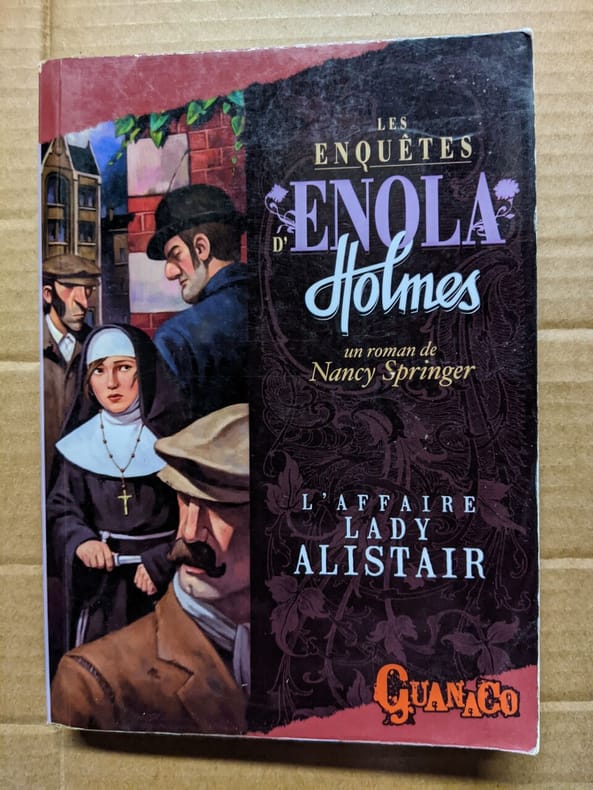 LES
ENQUÊTES
D'ENOLA
Holmes
un roman de
Nancy Springer
L'AFFAIRE
LADY
ALISTAIR
GUANACO